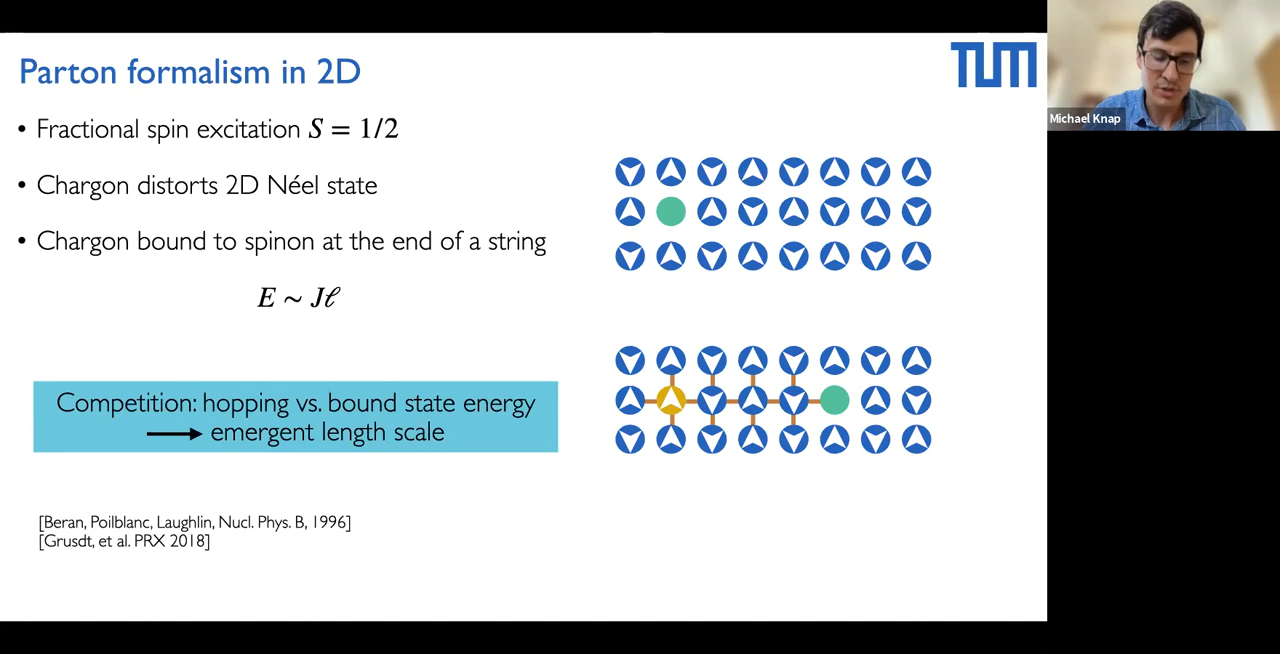 Parton formalism in 2D
TUM
Michael Knap
• Fractional spin excitation S = 1/2
• Chargon distorts 2D Néel state
• Chargon bound to spinon at the end of a string
E ∼ Jℓ
Competition: hopping vs. bound state energy
⟶ emergent length scale
[Beran, Poilblanc, Laughlin, Nucl. Phys. B, 1996]
[Grusdt, et al. PRX 2018]